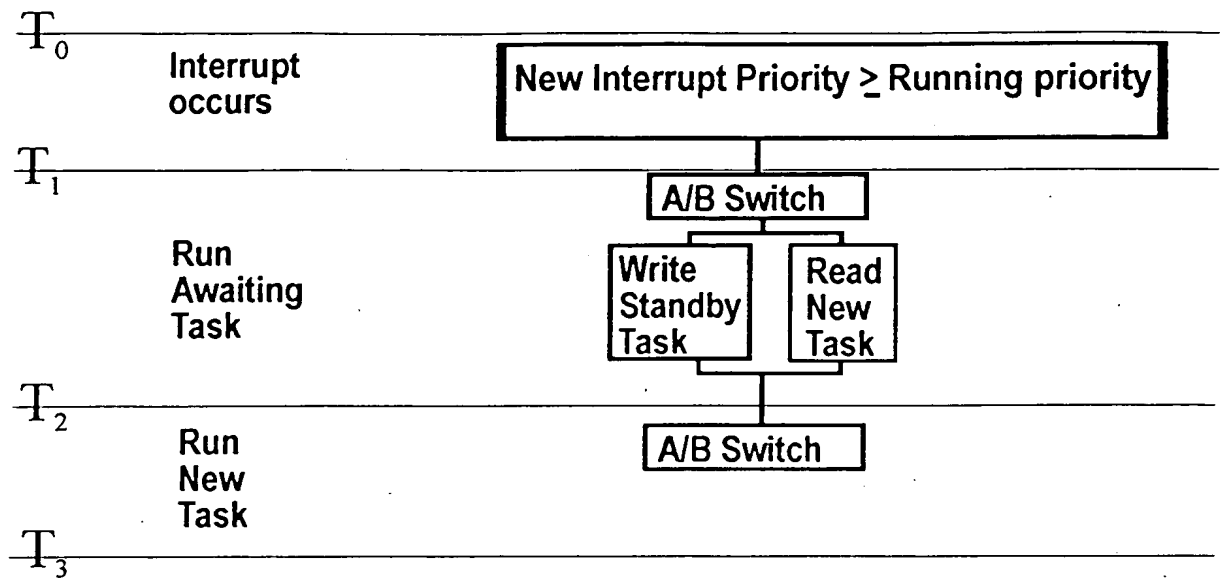 T0
Interrupt
occurs
New Interrupt Priority ≥ Running priority
T1
A/B Switch
Run
Awaiting
Task
Write
Standby
Task
Read
New
Task
T2
Run
New
Task
A/B Switch
T3